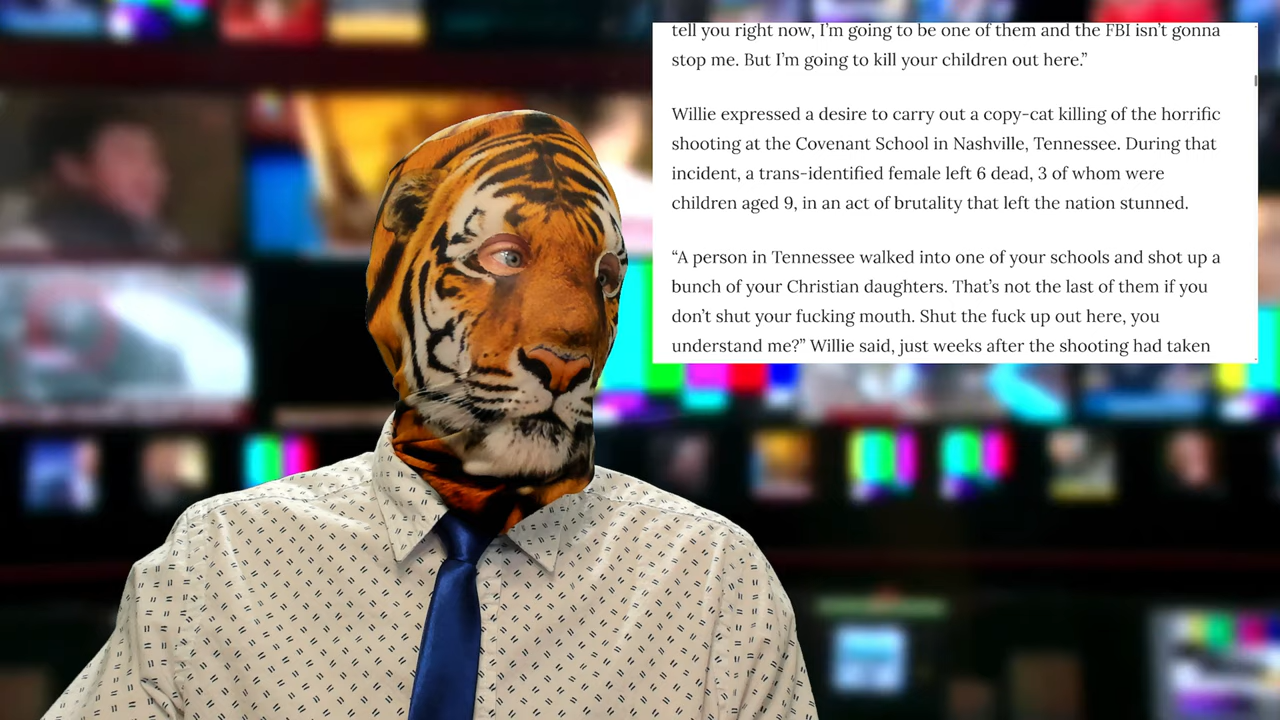 tell you right now, I’m going to be one of them and the FBI isn’t gonna
stop me. But I’m going to kill your children out here.”
Willie expressed a desire to carry out a copy-cat killing of the horrific
shooting at the Covenant School in Nashville, Tennessee. During that
incident, a trans-identified female left 6 dead, 3 of whom were
children aged 9, in an act of brutality that left the nation stunned.
“A person in Tennessee walked into one of your schools and shot up a
bunch of your Christian daughters. That’s not the last of them if you
don’t shut your fucking mouth. Shut the fuck up out here, you
understand me?” Willie said, just weeks after the shooting had taken